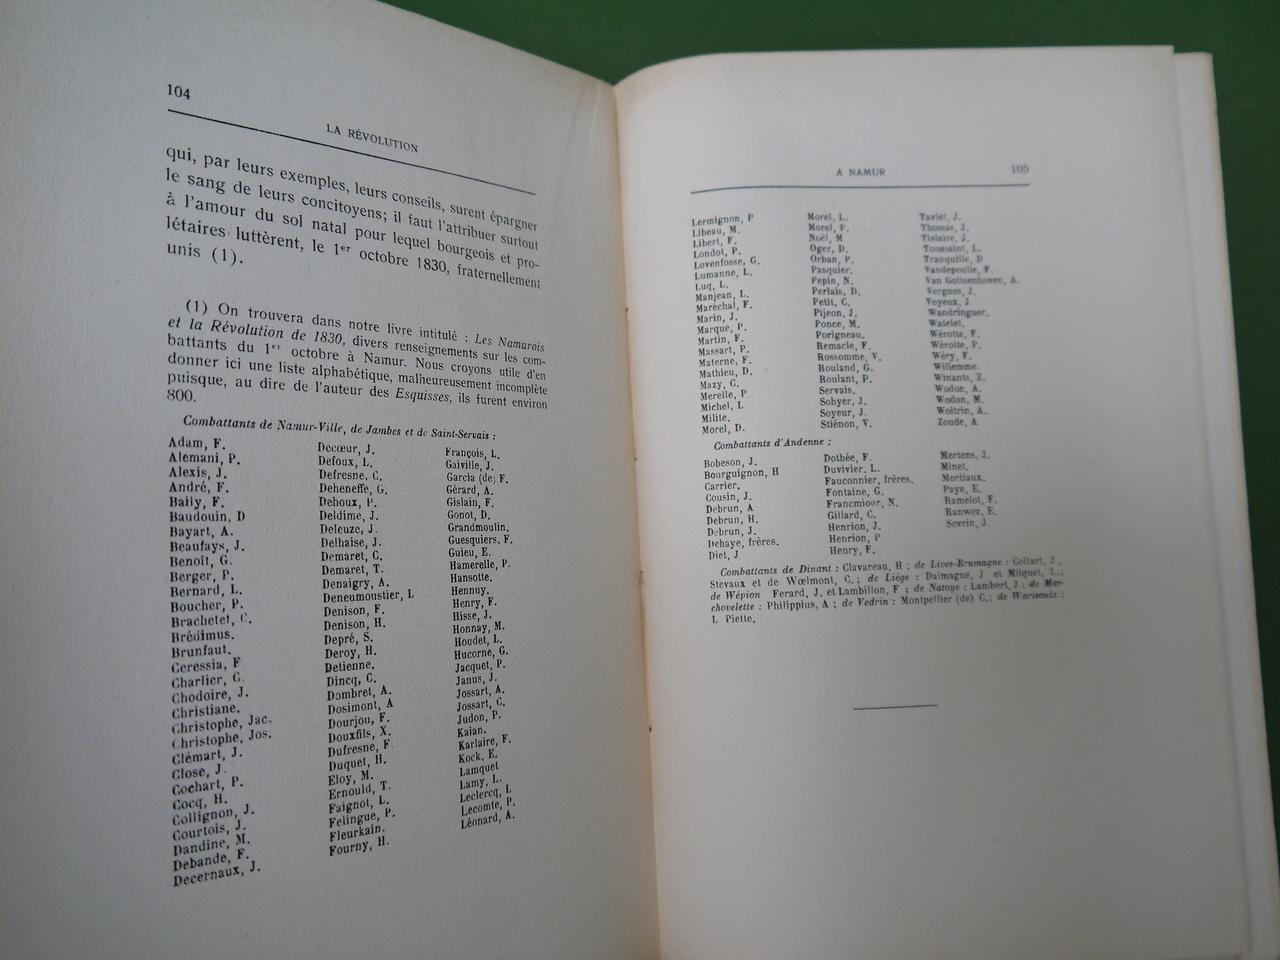 104
LA RÉVOLUTION
qui, par leurs exemples, leurs conseils, surent épargner
le sang de leurs concitoyens; il faut l'attribuer surtout
à l'amour du sol natal pour lequel bourgeois et pro-
létaires luttèrent, le 1er octobre 1830, fraternellement
unis (1).
(1) On trouvera dans notre livre intitulé : Les Namurois
et la Révolution de 1830, divers renseignements sur les com-
battants du 1er octobre à Namur. Nous croyons utile d'en
donner ici une liste alphabétique, malheureusement incomplète
puisque, au dire de l'auteur des Esquisses, ils furent environ
800.
Combattants de Namur-Ville, de Jambes et de Saint-Servais :
Adam, F.
Alemani, P.
Alexis, J.
André, F.
Baily, F.
Baudouin, D
Bayart, A.
Beaufays, J.
Benoît, G.
Berger, P.
Bernard, L.
Boucher, P.
Brachetet, C.
Brédimus.
Brunfaut.
Ceressia, F
Charlier, C.
Chodoire, J.
Christiane.
Christophe, Jac.
Christophe, Jos.
Clémart, J.
Close, J.
Cochart, P.
Cocq, H.
Collignon, J.
Courtois, J.
Dandine, M.
Debande, F.
Decernaux, J.
Decœur, J.
Defoux, L.
Defresne, C.
Deheneffe, G.
Dehoux, P.
Deldime, J.
Deleuze, J.
Delhaise, J.
Demaret, C.
Demaret, T.
Denaigry, A.
Deneumoustier, L
Denison, F.
Denison, H.
Depré, S.
Deroy, H.
Detienne.
Dincq, C.
Dombret, A.
Dosimont, A
Dourjou, F.
Douxfils, X.
Dufresne, F.
Duquet, H.
Eloy, M.
Ernould, T.
Faignot, L.
Felingue, P.
Fleurkain.
Fourny, H.
François, L.
Gaiville, J.
Garcia (de) F.
Gérard, A.
Gislain, F.
Gonot, D.
Grandmoulin.
Guesquiers, F.
Guieu, E.
Hamerelle, P.
Hansotte.
Hennuy.
Henry, F.
Hisse, J.
Honnay, M.
Houdet, L.
Hucorne, G.
Jacquet, P.
Janus, J.
Jossart, A.
Jossart, C.
Judon, P.
Kaian.
Karlaire, F.
Kock, E.
Lamquet
Lamy, L.
Leclercq, L
Lecomte, P.
Léonard, A.
A NAMUR
105
Lermignon, P
Libeau, M.
Libert, F.
Londot, P.
Lovenfosse, G.
Lumanne, L.
Luq, L.
Manjean, L.
Maréchal, F.
Marin, J.
Marque, P.
Martin, F.
Massart, P.
Materne, F.
Mathieu, D.
Mazy, C.
Merelle, P
Michel, L
Milite.
Morel, D.
Morel, L.
Morel, P.
Noël, M
Oger, D.
Orban, P.
Pasquier.
Pepin, N.
Perlais, D.
Petit, C.
Pijeon, J.
Ponce, M.
Porigneau.
Remacle, F.
Rossomme, V.
Rouland, G.
Roulant, P.
Servais.
Sohyer, J.
Soyeur, J.
Stiénon, V.
Taviet, J.
Thomas, J.
Tislaire, J.
Toussaint, L.
Tranquille, D
Vandepoulie, F.
Van Gottsenhoven, A.
Vergnes, J.
Voyeux, J
Wandringuer.
Watelet.
Wérotte, F.
Wérotte, P.
Wéry, F.
Willemme.
Winants, Z.
Wodon, A.
Wodon, M.
Woitrin, A.
Zoude, A
Combattants d'Andenne :
Bobeson, J.
Bourguignon, H
Carrier.
Cousin, J.
Debrun, A
Debrun, H.
Debrun, J.
Dehaye, frères.
Diet, J
Dothée, F.
Duvivier, L.
Fauconnier, frères.
Fontaine, G.
Francmiour, N.
Gillard, C.
Henrion, J.
Henrion, P.
Henry, F.
Mertens, J.
Minet.
Mortiaux.
Paye, E.
Ramelot, F.
Ranwez, E.
Sevrin, J.
Combattants de Dinant : Clavareau, H ; de Lives-Brumagne : Collart, J.,
Stevaux et de Wœlmont, C.; de Liége : Dalmagne, J et Milquet, L.;
de Wépion Ferard, J. et Lambillon, F ; de Natoye : Lambert, J ; de Mar-
chovelette : Philippius, A ; de Vedrin : Montpellier (de) C.; de Warisoulx :
L Piette.